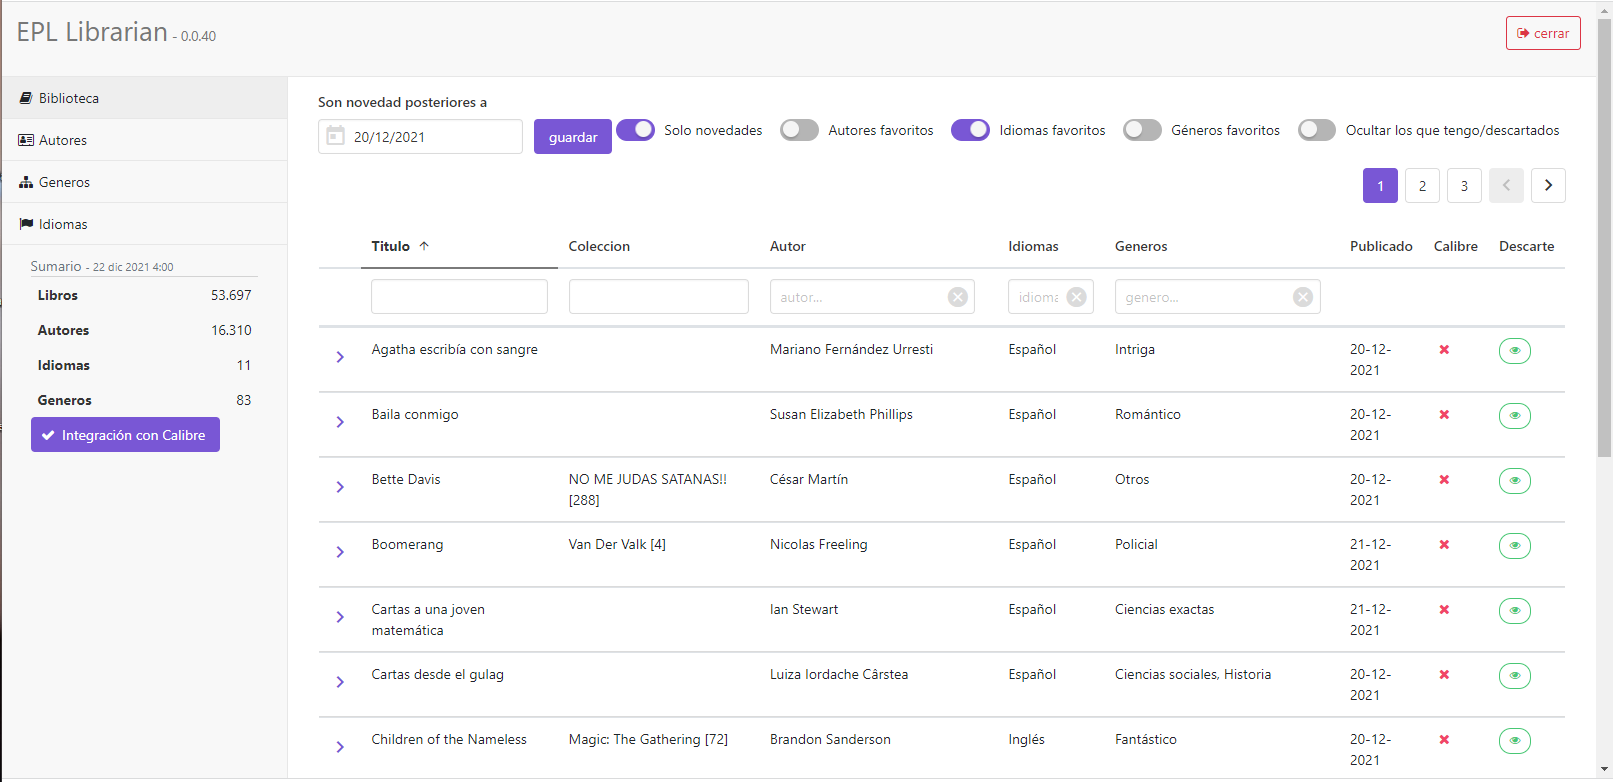 EPL Librarian - 0.0.40
cerrar
Biblioteca
Autores
Generos
Idiomas
Sumario - 22 dic 2021 4:00
Libros 53.697
Autores 16.310
Idiomas 11
Generos 83
Integración con Calibre
Son novedad posteriores a
20/12/2021 guardar Solo novedades Autores favoritos Idiomas favoritos Géneros favoritos Ocultar los que tengo/descartados
1 2 3
Titulo Coleccion Autor Idiomas Generos Publicado Calibre Descarte
autor... idioma genero...
Agatha escribía con sangre Mariano Fernández Urresti Español Intriga 20-12-
2021
Baila conmigo Susan Elizabeth Phillips Español Romántico 20-12-
2021
Bette Davis NO ME JUDAS SATANAS!! César Martín Español Otros 20-12-
[288] 2021
Boomerang Van Der Valk [4] Nicolas Freeling Español Policial 21-12-
2021
Cartas a una joven Ian Stewart Español Ciencias exactas 21-12-
matemática 2021
Cartas desde el gulag Luiza Iordache Cârstea Español Ciencias sociales, Historia 20-12-
2021
Children of the Nameless Magic: The Gathering [72] Brandon Sanderson Inglés Fantástico 20-12-
2021